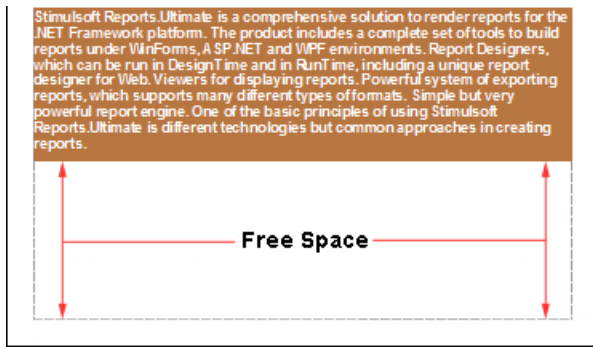 Stimulsoft Reports.Ultimate is a comprehensive solution to render reports for the
.NET Framework platform. The product includes a complete set of tools to build
reports under WinForms, ASP.NET and WPF environments. Report Designers,
which can be run in DesignTime and in RunTime, including a unique report
designer for Web. Viewers for displaying reports. Powerful system of exporting
reports, which supports many different types of formats. Simple but very
powerful report engine. One of the basic principles of using Stimulsoft
Reports.Ultimate is different technologies but common approaches in creating
reports.
Free Space